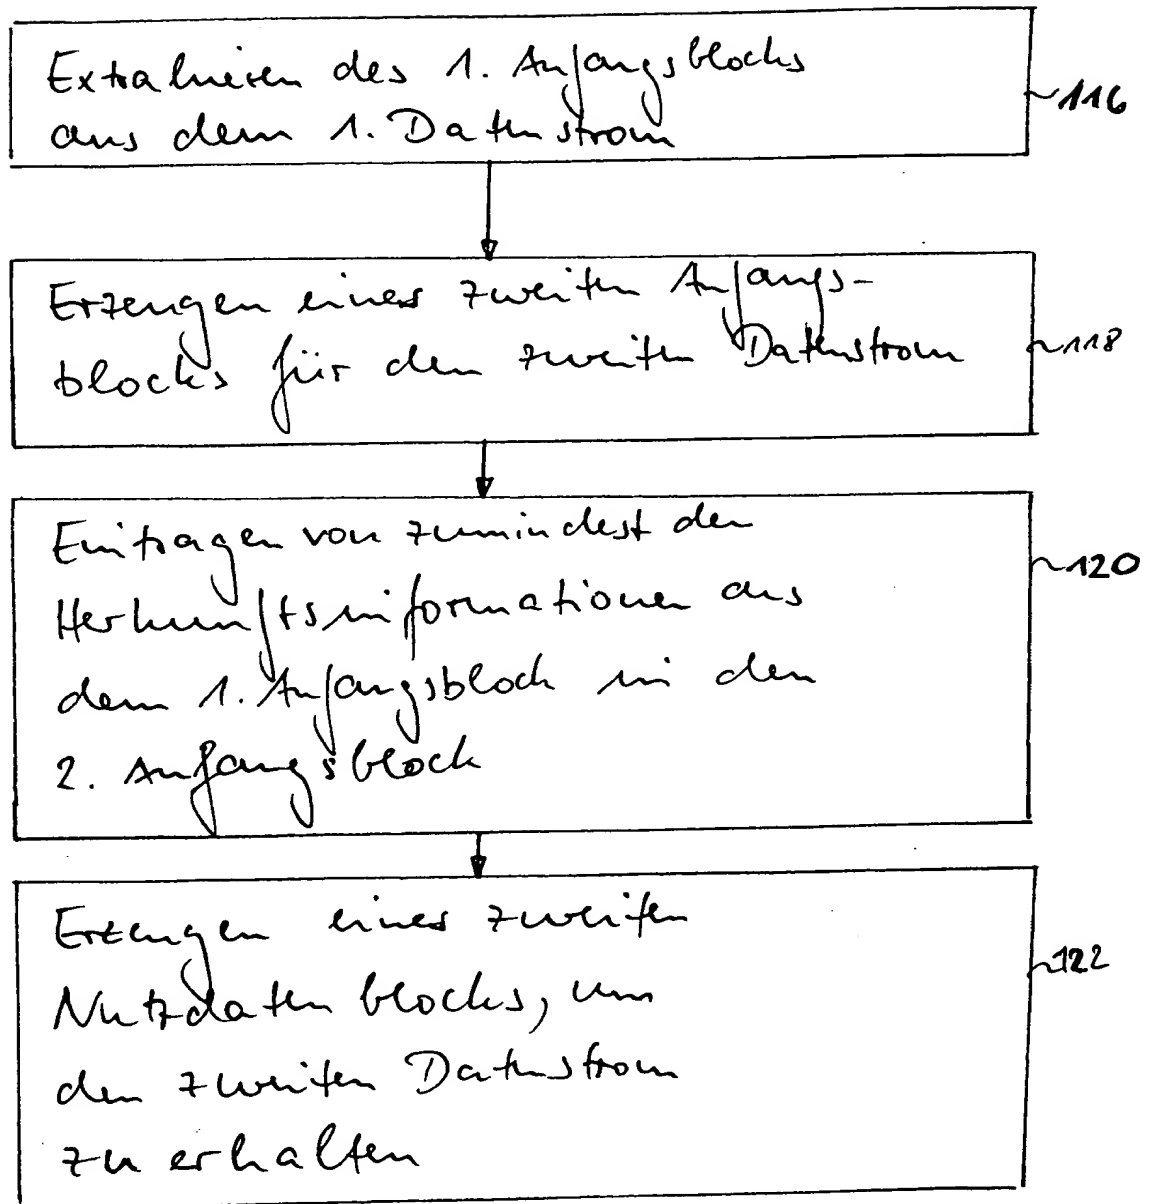 Extrahieren des 1. Anfangsblocks
116
aus dem 1. Datenstrom
Erzeugen eines zweiten Anfangs-
blocks für den zweiten Datenstrom
118
Eintragen von zumindest den
120
Herkunftsinformationen aus
dem 1. Anfangsblock in den
2. Anfangsblock
Erzeugen eines zweiten
122
Nutzdatenblocks, um
den zweiten Datenstrom
zu erhalten